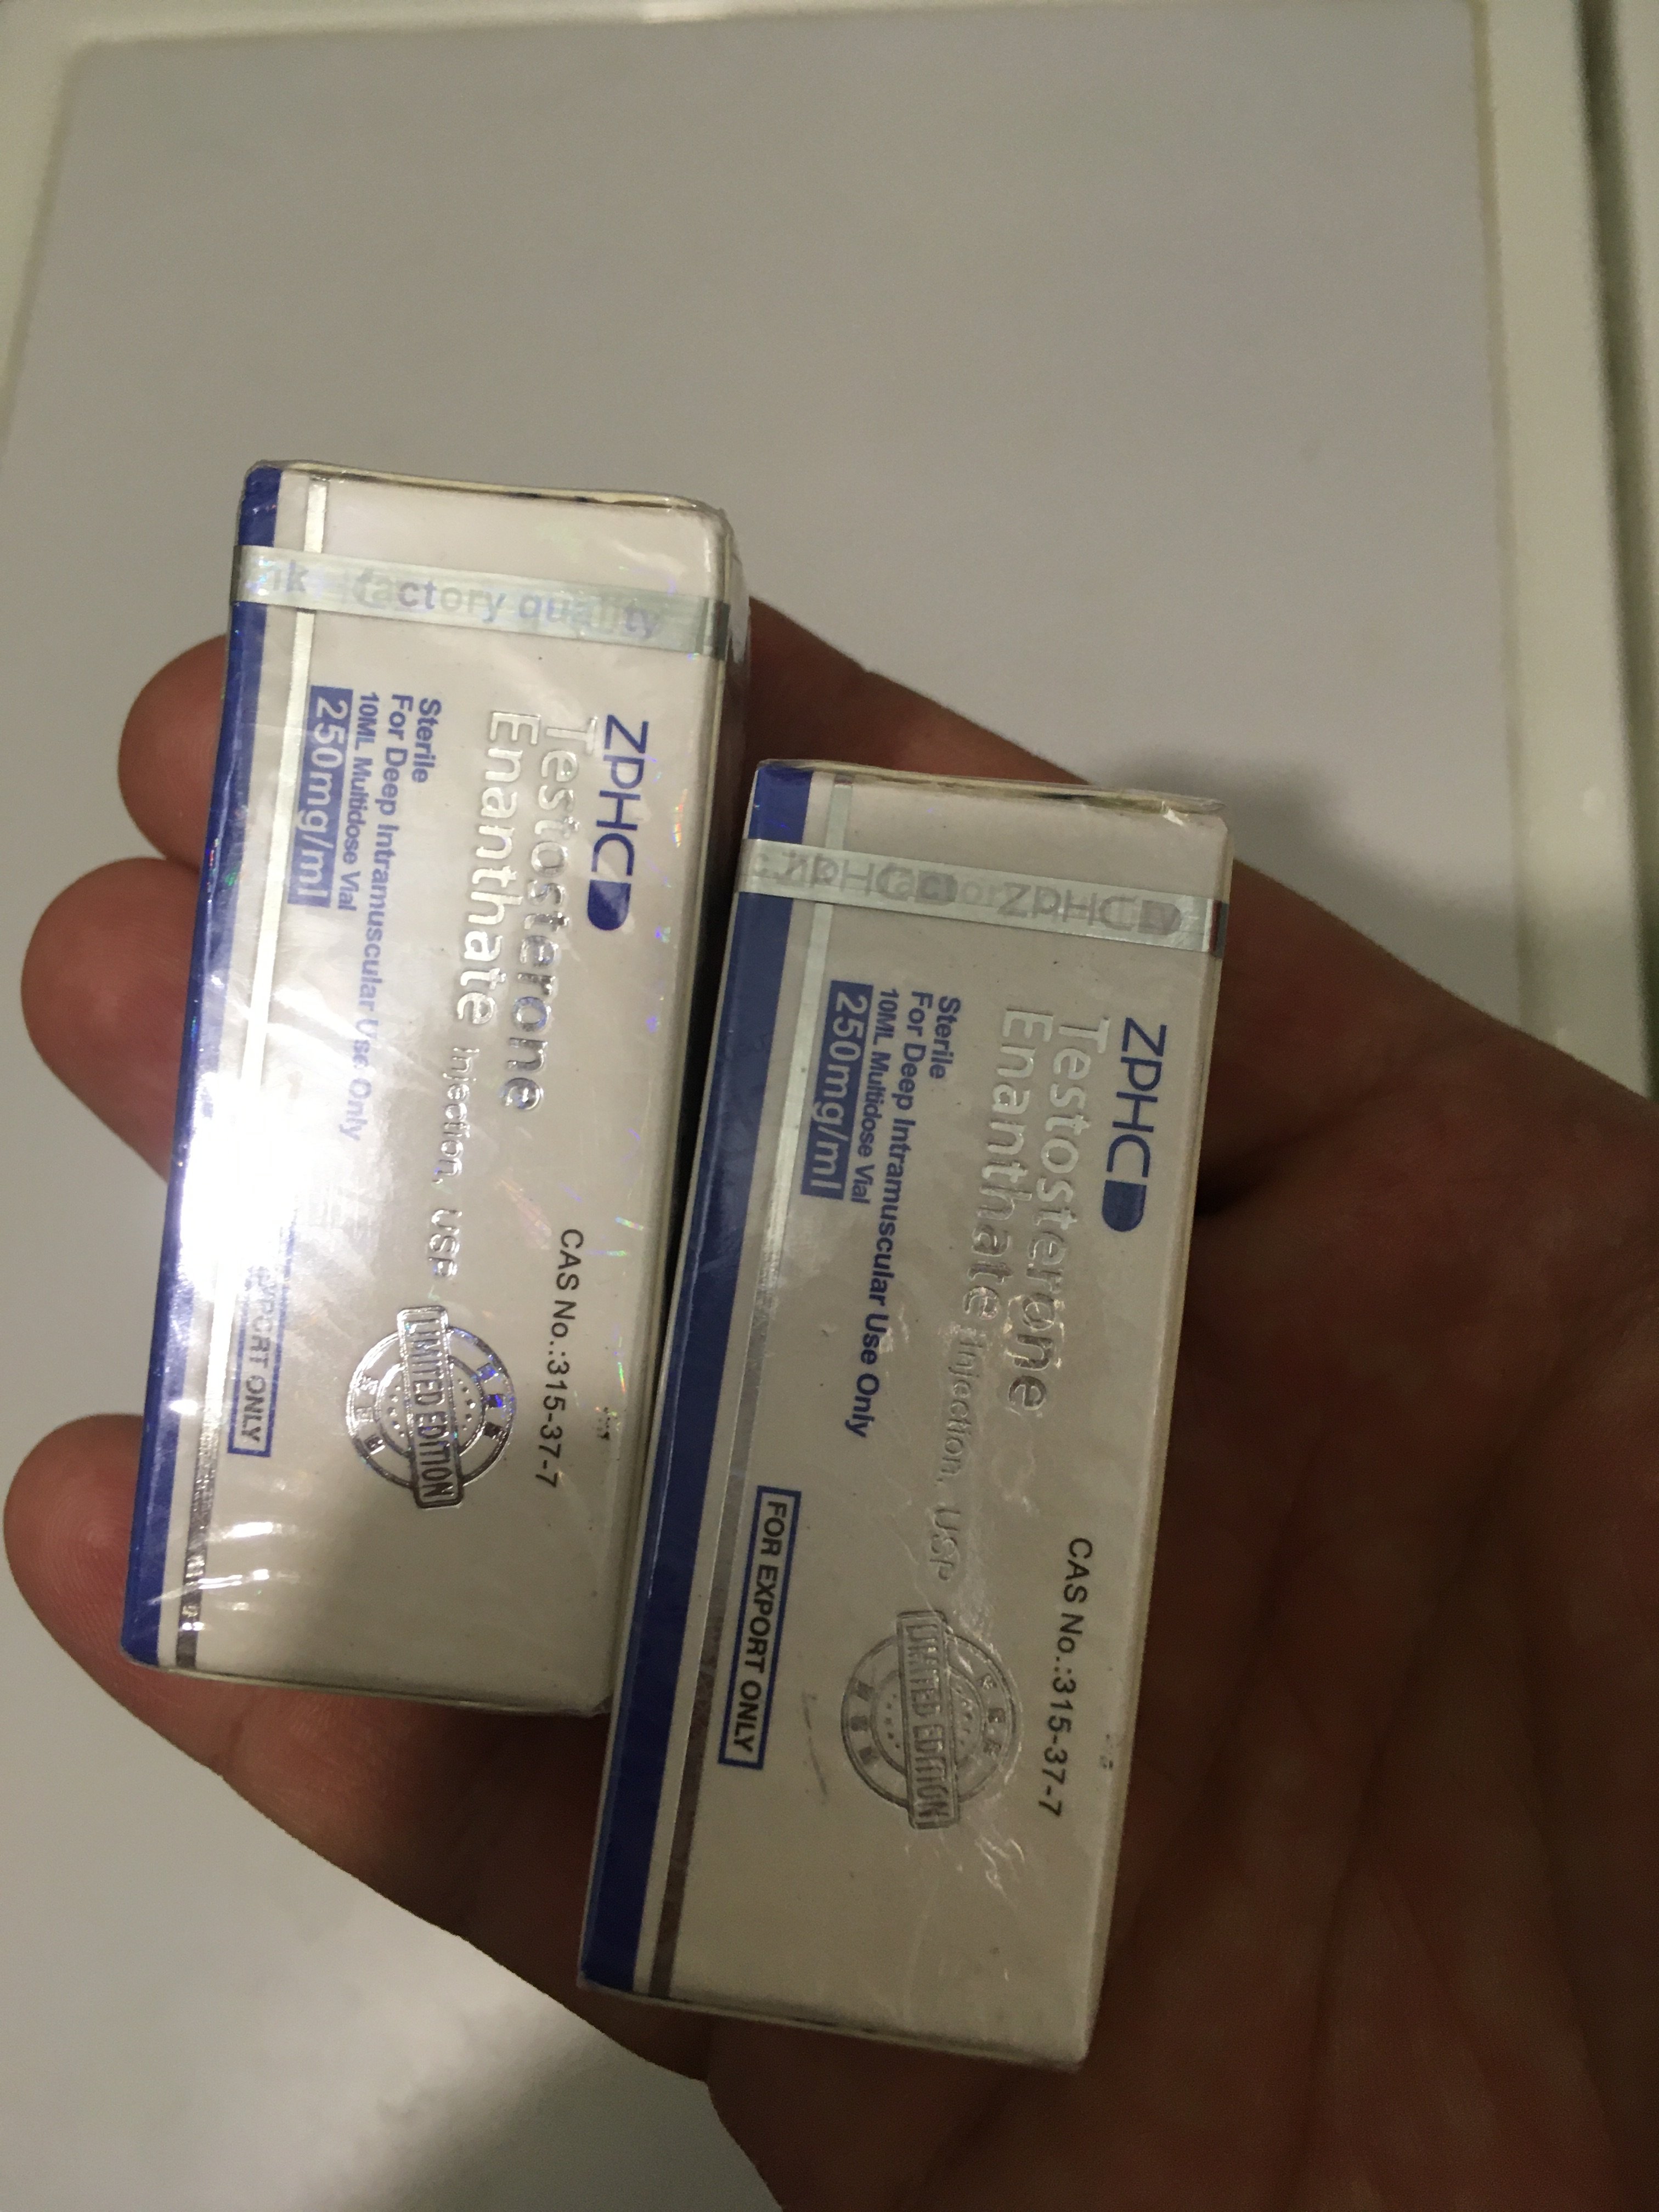 factory quality
ZPHC
Testosterone
Enanthate Injection, USP
Sterile
For Deep Intramuscular Use Only
10ML Multidose Vial
250mg/ml
CAS No.:315-37-7
LIMITED EDITION
EXPORT ONLY
ZPHC ZPHC
ZPHC
Testosterone
Enanthate Injection, USP
Sterile
For Deep Intramuscular Use Only
10ML Multidose Vial
250mg/ml
CAS No.:315-37-7
LIMITED EDITION
FOR EXPORT ONLY